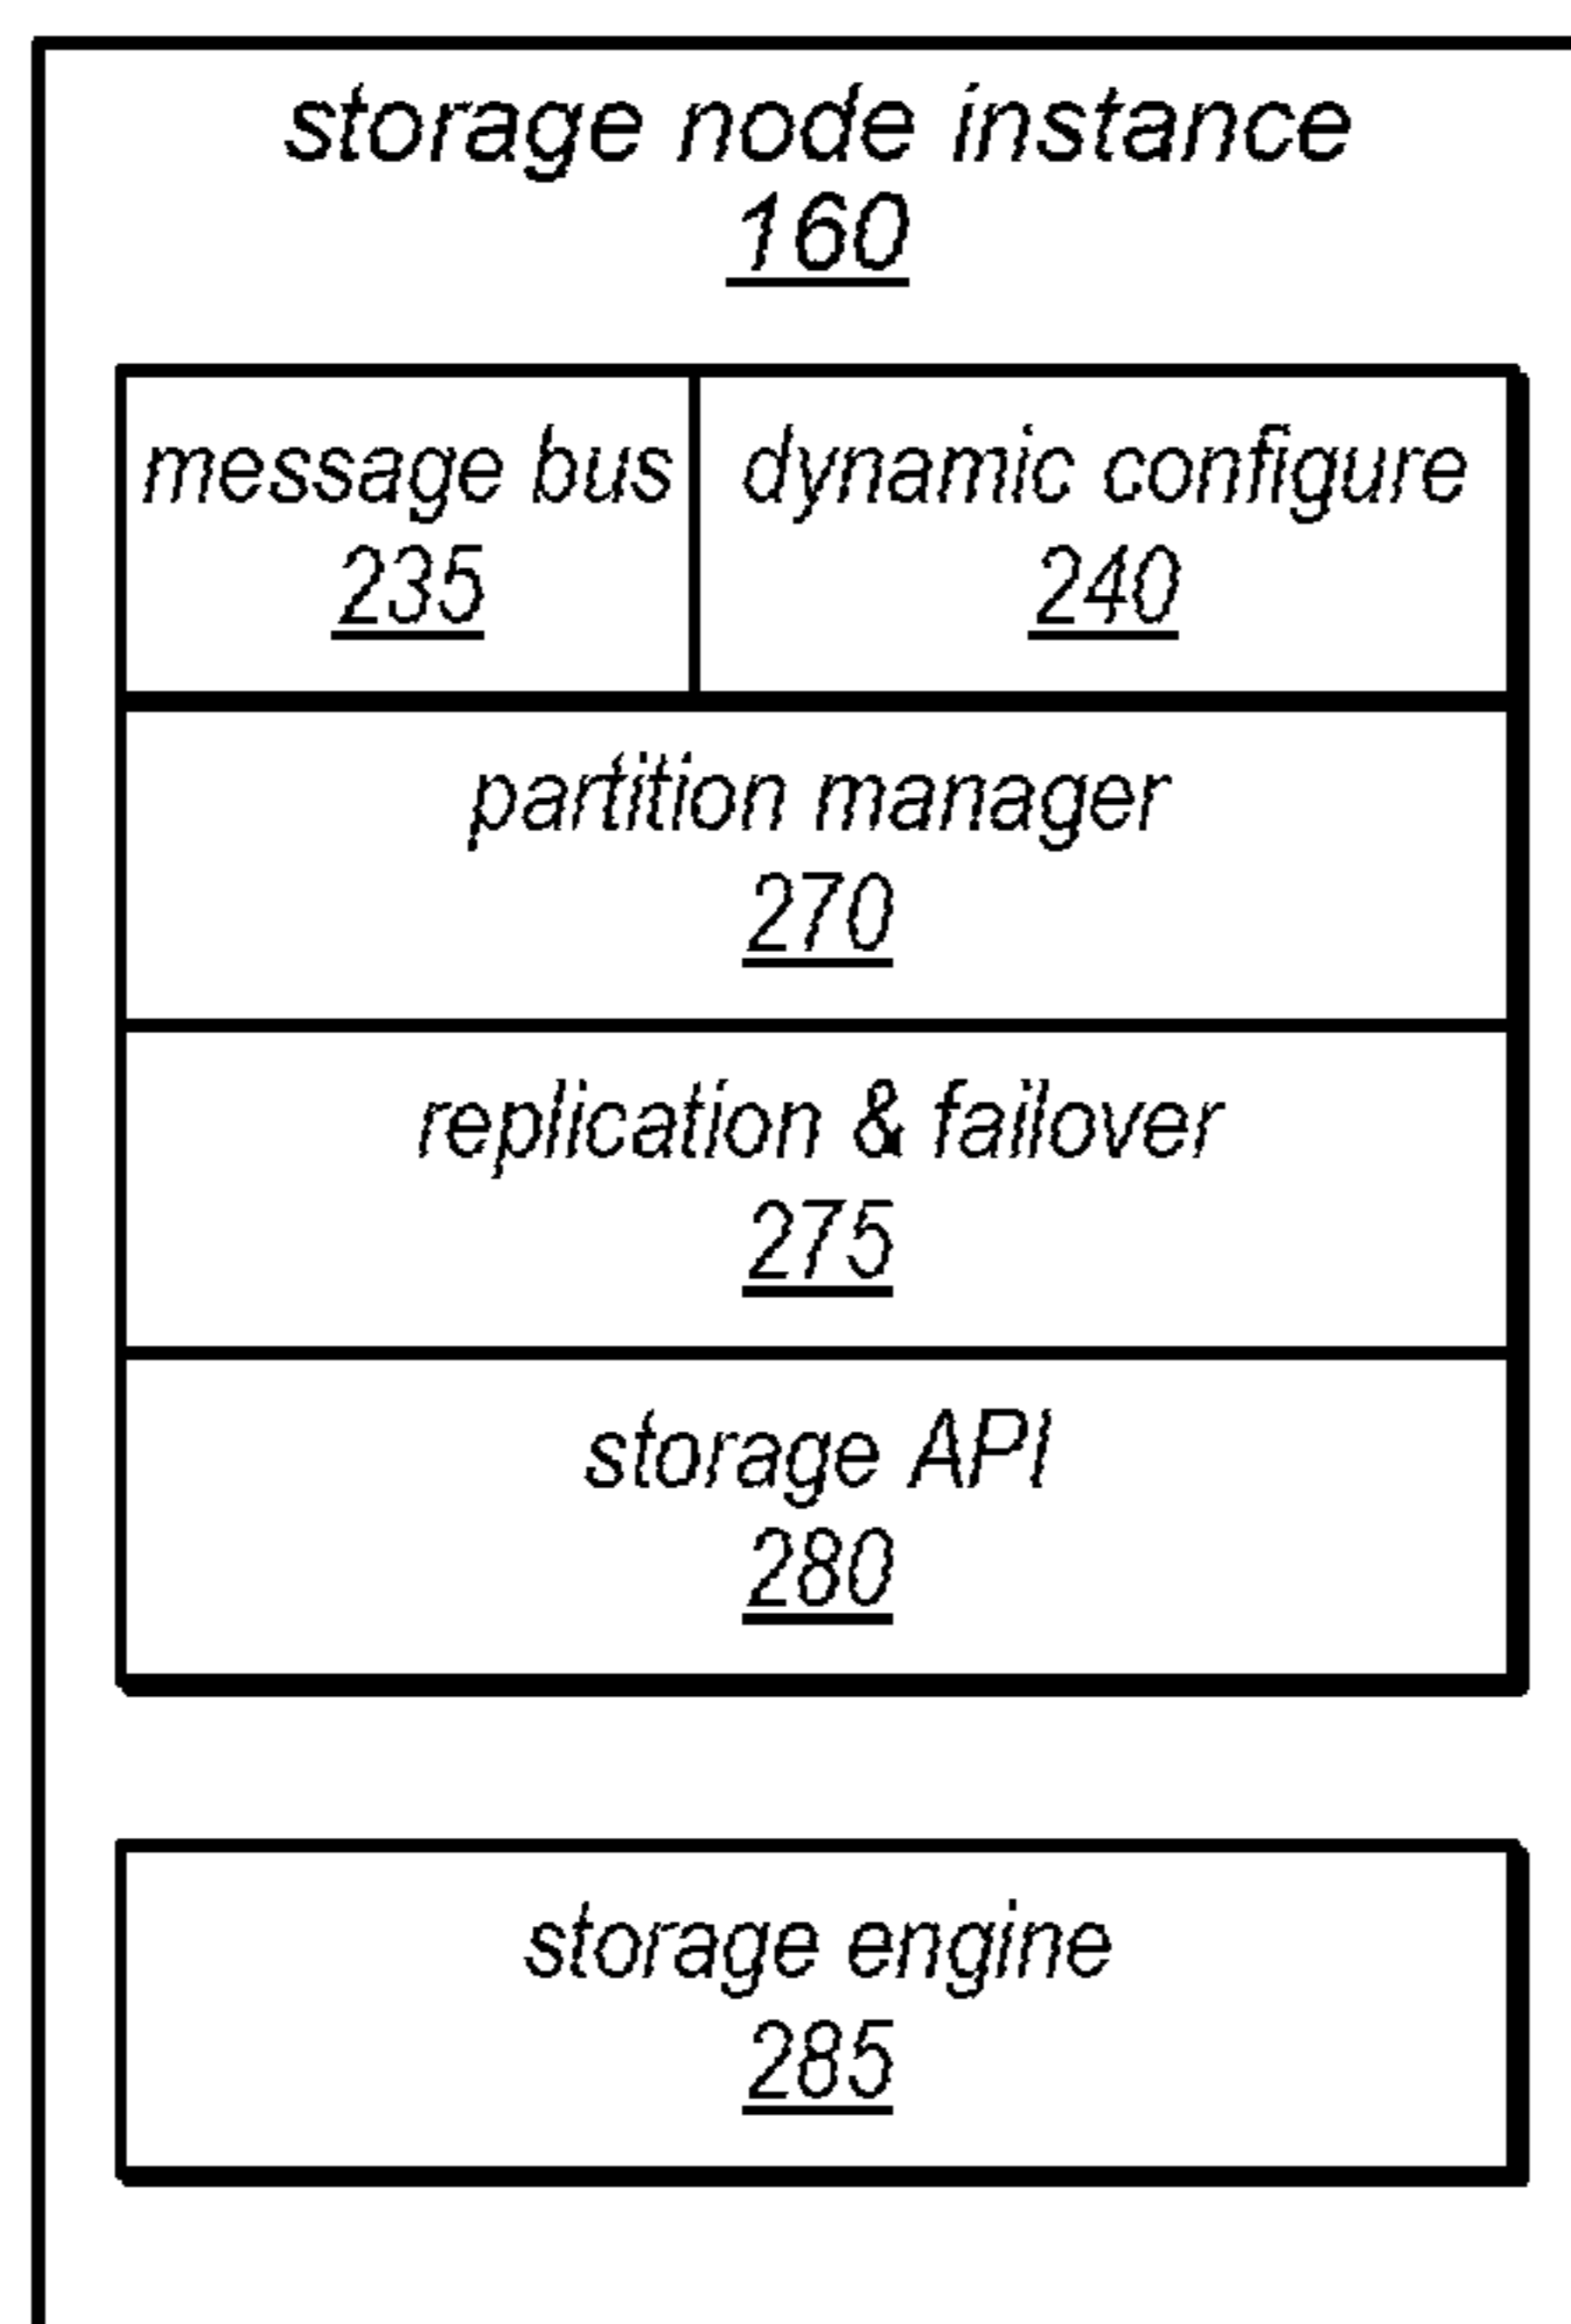 storage node instance
160
message bus
235
dynamic configure
240
partition manager
270
replication & failover
275
storage API
280
storage engine
285